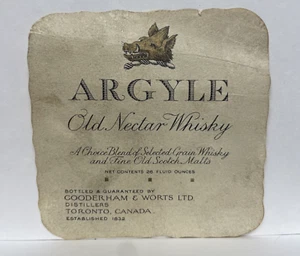 ARGYLE
Old Nectar Whisky
A Choice Blend of Selected Grain Whisky
and Fine Old Scotch Malts
NET CONTENTS 26 FLUID OUNCES
BOTTLED & GUARANTEED BY
GOODERHAM & WORTS LTD.
DISTILLERS
TORONTO, CANADA.
ESTABLISHED 1832